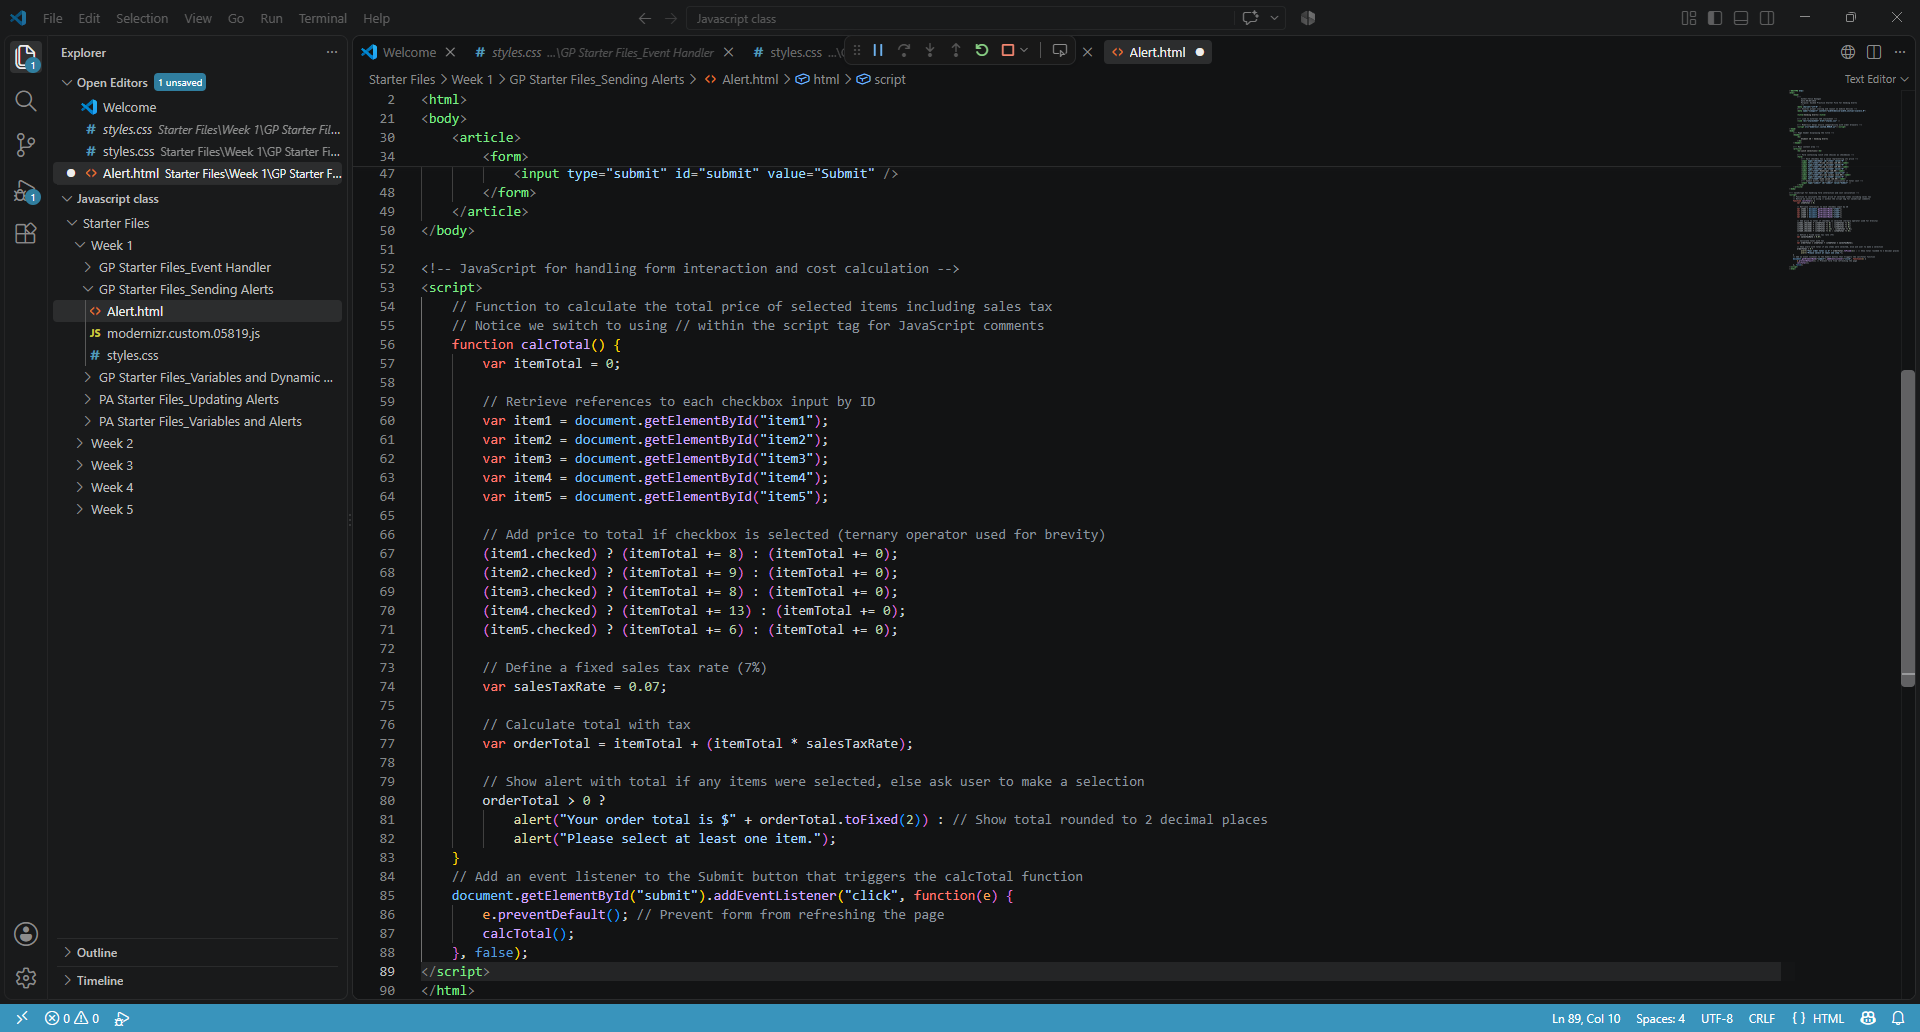 File Edit Selection View Go Run Terminal Help
Javascript class
Explorer
Open Editors 1 unsaved
Welcome
styles.css Starter Files\Week 1\GP Starter Fil...
styles.css Starter Files\Week 1\GP Starter Fi...
Alert.html Starter Files\Week 1\GP Starter F...
Javascript class
Starter Files
Week 1
GP Starter Files_Event Handler
GP Starter Files_Sending Alerts
Alert.html
JS modernizr.custom.05819.js
# styles.css
GP Starter Files_Variables and Dynamic ...
PA Starter Files_Updating Alerts
PA Starter Files_Variables and Alerts
Week 2
Week 3
Week 4
Week 5
Outline
Timeline
Welcome # styles.css ...\GP Starter Files_Event Handler # styles.css ...\G <> Alert.html
Starter Files > Week 1 > GP Starter Files_Sending Alerts > <> Alert.html > html > script
Text Editor
2 <html>
21 <body>
30 <article>
34 <form>
47 <input type="submit" id="submit" value="Submit" />
48 </form>
49 </article>
50 </body>
51
52 <!-- JavaScript for handling form interaction and cost calculation -->
53 <script>
54 // Function to calculate the total price of selected items including sales tax
55 // Notice we switch to using // within the script tag for JavaScript comments
56 function calcTotal() {
57 var itemTotal = 0;
58
59 // Retrieve references to each checkbox input by ID
60 var item1 = document.getElementById("item1");
61 var item2 = document.getElementById("item2");
62 var item3 = document.getElementById("item3");
63 var item4 = document.getElementById("item4");
64 var item5 = document.getElementById("item5");
65
66 // Add price to total if checkbox is selected (ternary operator used for brevity)
67 (item1.checked) ? (itemTotal += 8) : (itemTotal += 0);
68 (item2.checked) ? (itemTotal += 9) : (itemTotal += 0);
69 (item3.checked) ? (itemTotal += 8) : (itemTotal += 0);
70 (item4.checked) ? (itemTotal += 13) : (itemTotal += 0);
71 (item5.checked) ? (itemTotal += 6) : (itemTotal += 0);
72
73 // Define a fixed sales tax rate (7%)
74 var salesTaxRate = 0.07;
75
76 // Calculate total with tax
77 var orderTotal = itemTotal + (itemTotal * salesTaxRate);
78
79 // Show alert with total if any items were selected, else ask user to make a selection
80 orderTotal > 0 ?
81 alert("Your order total is $" + orderTotal.toFixed(2)) : // Show total rounded to 2 decimal places
82 alert("Please select at least one item.");
83 }
84 // Add an event listener to the Submit button that triggers the calcTotal function
85 document.getElementById("submit").addEventListener("click", function(e) {
86 e.preventDefault(); // Prevent form from refreshing the page
87 calcTotal();
88 }, false);
89 </script>
90 </html>
0 0
Ln 89, Col 10 Spaces: 4 UTF-8 CRLF { } HTML